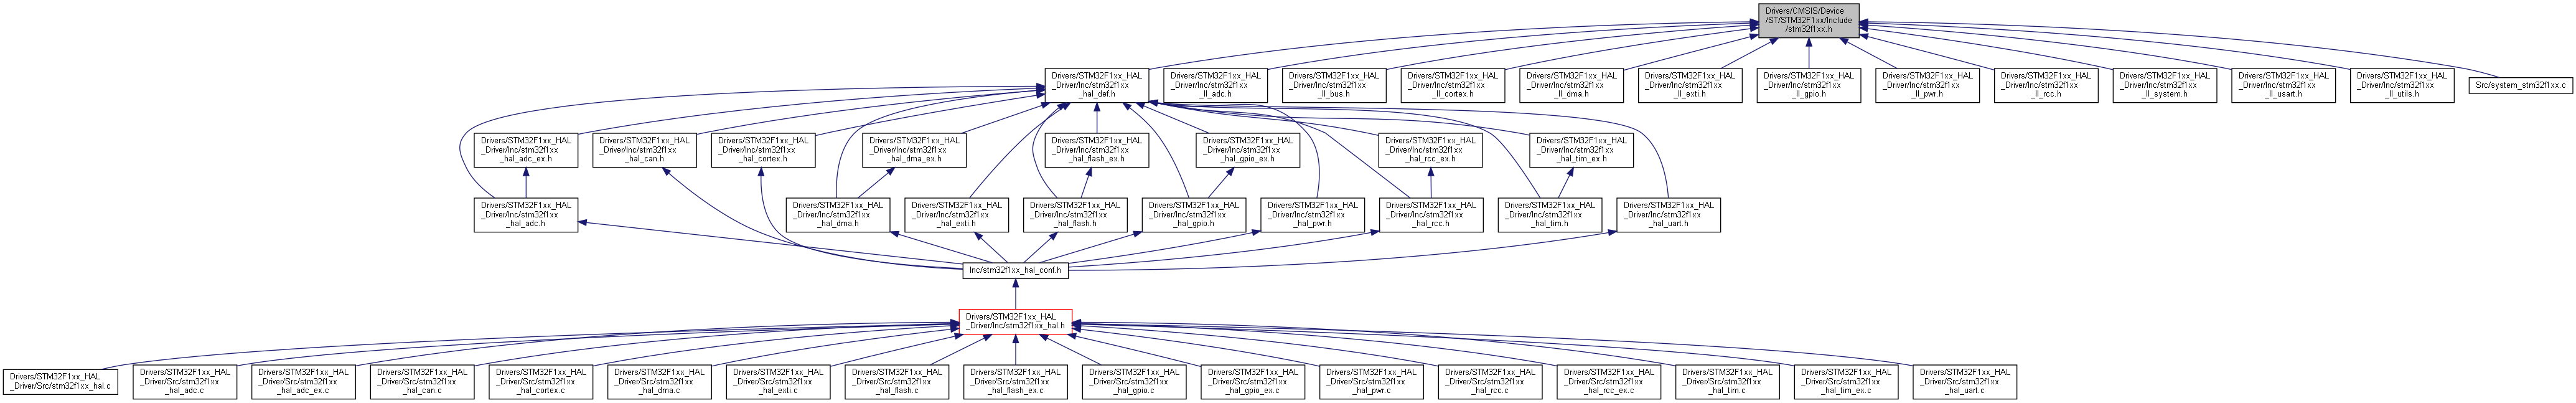 Drivers/CMSIS/Device
/ST/STM32F1xx/Include
/stm32f1xx.h
Drivers/STM32F1xx_HAL
_Driver/Inc/stm32f1xx
_hal_def.h
Drivers/STM32F1xx_HAL
_Driver/Inc/stm32f1xx
_ll_adc.h
Drivers/STM32F1xx_HAL
_Driver/Inc/stm32f1xx
_ll_bus.h
Drivers/STM32F1xx_HAL
_Driver/Inc/stm32f1xx
_ll_cortex.h
Drivers/STM32F1xx_HAL
_Driver/Inc/stm32f1xx
_ll_dma.h
Drivers/STM32F1xx_HAL
_Driver/Inc/stm32f1xx
_ll_exti.h
Drivers/STM32F1xx_HAL
_Driver/Inc/stm32f1xx
_ll_gpio.h
Drivers/STM32F1xx_HAL
_Driver/Inc/stm32f1xx
_ll_pwr.h
Drivers/STM32F1xx_HAL
_Driver/Inc/stm32f1xx
_ll_rcc.h
Drivers/STM32F1xx_HAL
_Driver/Inc/stm32f1xx
_ll_system.h
Drivers/STM32F1xx_HAL
_Driver/Inc/stm32f1xx
_ll_usart.h
Drivers/STM32F1xx_HAL
_Driver/Inc/stm32f1xx
_ll_utils.h
Src/system_stm32f1xx.c
Drivers/STM32F1xx_HAL
_Driver/Inc/stm32f1xx
_hal_adc_ex.h
Drivers/STM32F1xx_HAL
_Driver/Inc/stm32f1xx
_hal_can.h
Drivers/STM32F1xx_HAL
_Driver/Inc/stm32f1xx
_hal_cortex.h
Drivers/STM32F1xx_HAL
_Driver/Inc/stm32f1xx
_hal_dma_ex.h
Drivers/STM32F1xx_HAL
_Driver/Inc/stm32f1xx
_hal_flash_ex.h
Drivers/STM32F1xx_HAL
_Driver/Inc/stm32f1xx
_hal_gpio_ex.h
Drivers/STM32F1xx_HAL
_Driver/Inc/stm32f1xx
_hal_rcc_ex.h
Drivers/STM32F1xx_HAL
_Driver/Inc/stm32f1xx
_hal_tim_ex.h
Drivers/STM32F1xx_HAL
_Driver/Inc/stm32f1xx
_hal_adc.h
Drivers/STM32F1xx_HAL
_Driver/Inc/stm32f1xx
_hal_dma.h
Drivers/STM32F1xx_HAL
_Driver/Inc/stm32f1xx
_hal_exti.h
Drivers/STM32F1xx_HAL
_Driver/Inc/stm32f1xx
_hal_flash.h
Drivers/STM32F1xx_HAL
_Driver/Inc/stm32f1xx
_hal_gpio.h
Drivers/STM32F1xx_HAL
_Driver/Inc/stm32f1xx
_hal_pwr.h
Drivers/STM32F1xx_HAL
_Driver/Inc/stm32f1xx
_hal_rcc.h
Drivers/STM32F1xx_HAL
_Driver/Inc/stm32f1xx
_hal_tim.h
Drivers/STM32F1xx_HAL
_Driver/Inc/stm32f1xx
_hal_uart.h
Inc/stm32f1xx_hal_conf.h
Drivers/STM32F1xx_HAL
_Driver/Inc/stm32f1xx_hal.h
Drivers/STM32F1xx_HAL
_Driver/Src/stm32f1xx_hal.c
Drivers/STM32F1xx_HAL
_Driver/Src/stm32f1xx
_hal_adc.c
Drivers/STM32F1xx_HAL
_Driver/Src/stm32f1xx
_hal_adc_ex.c
Drivers/STM32F1xx_HAL
_Driver/Src/stm32f1xx
_hal_can.c
Drivers/STM32F1xx_HAL
_Driver/Src/stm32f1xx
_hal_cortex.c
Drivers/STM32F1xx_HAL
_Driver/Src/stm32f1xx
_hal_dma.c
Drivers/STM32F1xx_HAL
_Driver/Src/stm32f1xx
_hal_exti.c
Drivers/STM32F1xx_HAL
_Driver/Src/stm32f1xx
_hal_flash.c
Drivers/STM32F1xx_HAL
_Driver/Src/stm32f1xx
_hal_flash_ex.c
Drivers/STM32F1xx_HAL
_Driver/Src/stm32f1xx
_hal_gpio.c
Drivers/STM32F1xx_HAL
_Driver/Src/stm32f1xx
_hal_gpio_ex.c
Drivers/STM32F1xx_HAL
_Driver/Src/stm32f1xx
_hal_pwr.c
Drivers/STM32F1xx_HAL
_Driver/Src/stm32f1xx
_hal_rcc.c
Drivers/STM32F1xx_HAL
_Driver/Src/stm32f1xx
_hal_rcc_ex.c
Drivers/STM32F1xx_HAL
_Driver/Src/stm32f1xx
_hal_tim.c
Drivers/STM32F1xx_HAL
_Driver/Src/stm32f1xx
_hal_tim_ex.c
Drivers/STM32F1xx_HAL
_Driver/Src/stm32f1xx
_hal_uart.c